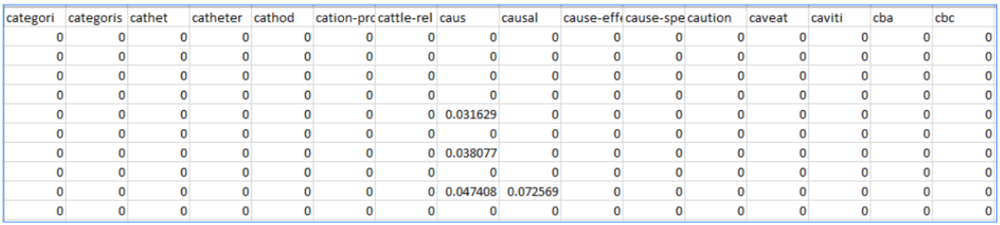 categori categoris cathet catheter cathod cation-pro cattle-rel caus causal cause-effe cause-spe caution caveat caviti cba cbc
0 0 0 0 0 0 0 0 0 0 0 0 0 0 0 0
0 0 0 0 0 0 0 0 0 0 0 0 0 0 0 0
0 0 0 0 0 0 0 0 0 0 0 0 0 0 0 0
0 0 0 0 0 0 0 0 0 0 0 0 0 0 0 0
0 0 0 0 0 0 0 0.031629 0 0 0 0 0 0 0 0
0 0 0 0 0 0 0 0 0 0 0 0 0 0 0 0
0 0 0 0 0 0 0 0.038077 0 0 0 0 0 0 0 0
0 0 0 0 0 0 0 0 0 0 0 0 0 0 0 0
0 0 0 0 0 0 0 0.047408 0.072569 0 0 0 0 0 0 0
0 0 0 0 0 0 0 0 0 0 0 0 0 0 0 0